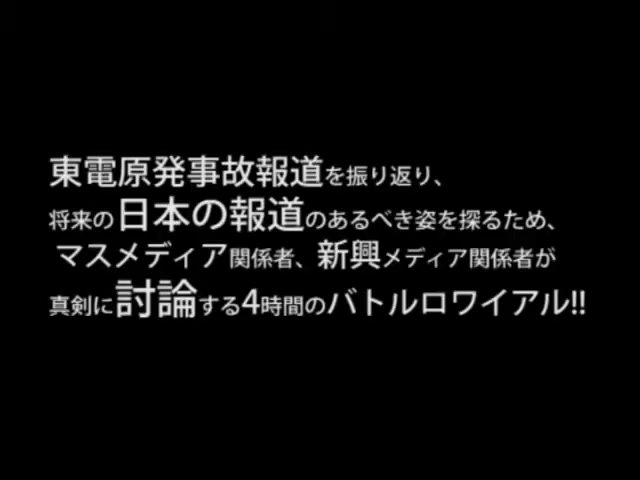 東電原発事故報道を振り返り、
将来の日本の報道のあるべき姿を探るため、
マスメディア関係者、新興メディア関係者が
真剣に討論する4時間のバトルロワイアル!!